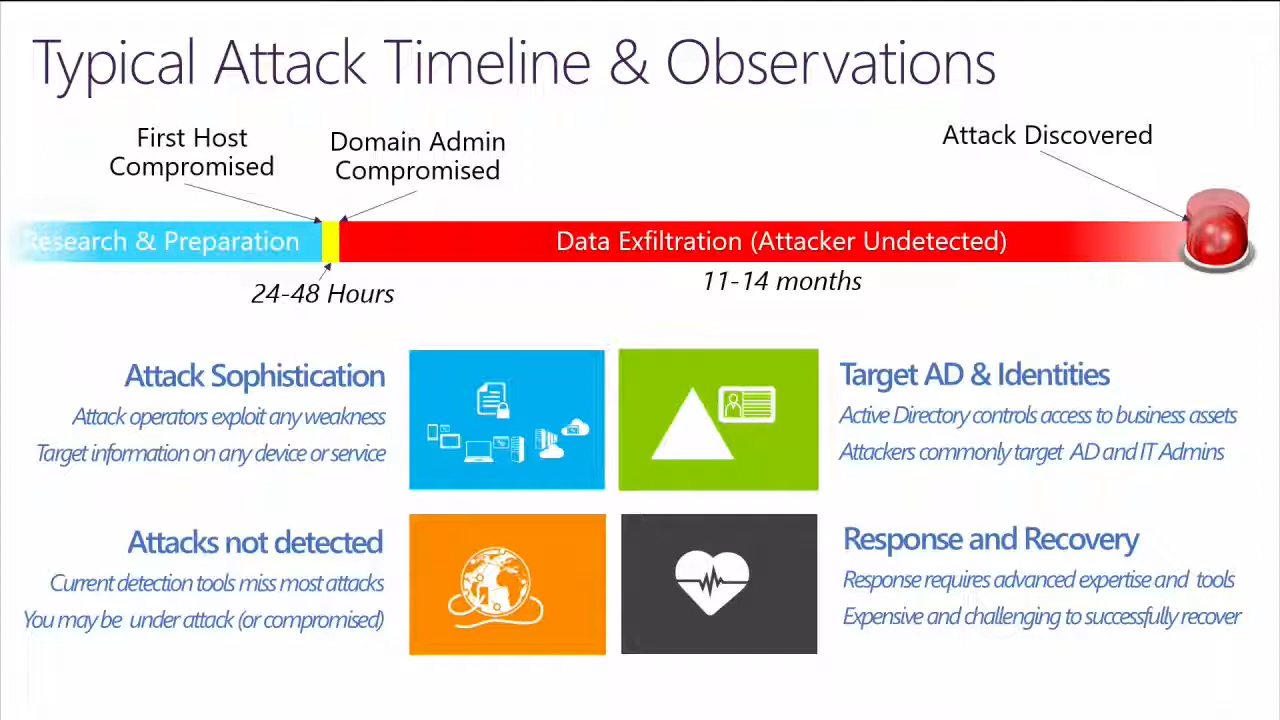 Typical Attack Timeline & Observations
First Host
Compromised
Domain Admin
Compromised
Attack Discovered
Research & Preparation
Data Exfiltration (Attacker Undetected)
24-48 Hours
11-14 months
Attack Sophistication
Attack operators exploit any weakness
Target information on any device or service
Target AD & Identities
Active Directory controls access to business assets
Attackers commonly target AD and IT Admins
Attacks not detected
Current detection tools miss most attacks
You may be under attack (or compromised)
Response and Recovery
Response requires advanced expertise and tools
Expensive and challenging to successfully recover